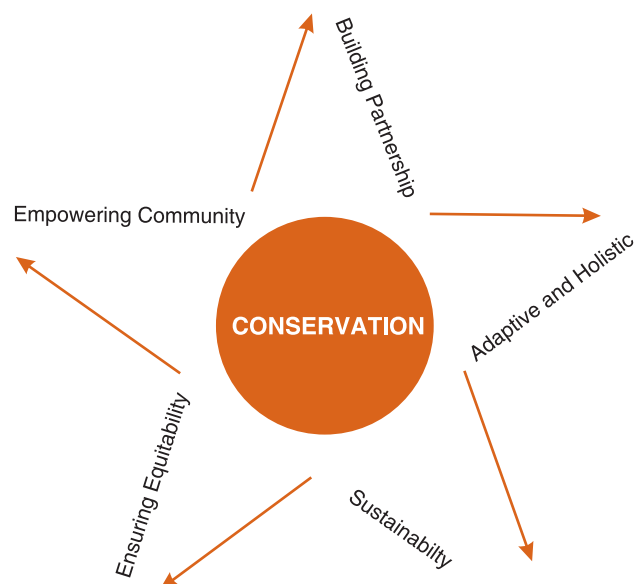 Building Partnership
Empowering Community
Adaptive and Holistic
CONSERVATION
Ensuring Equitability
Sustainabilty